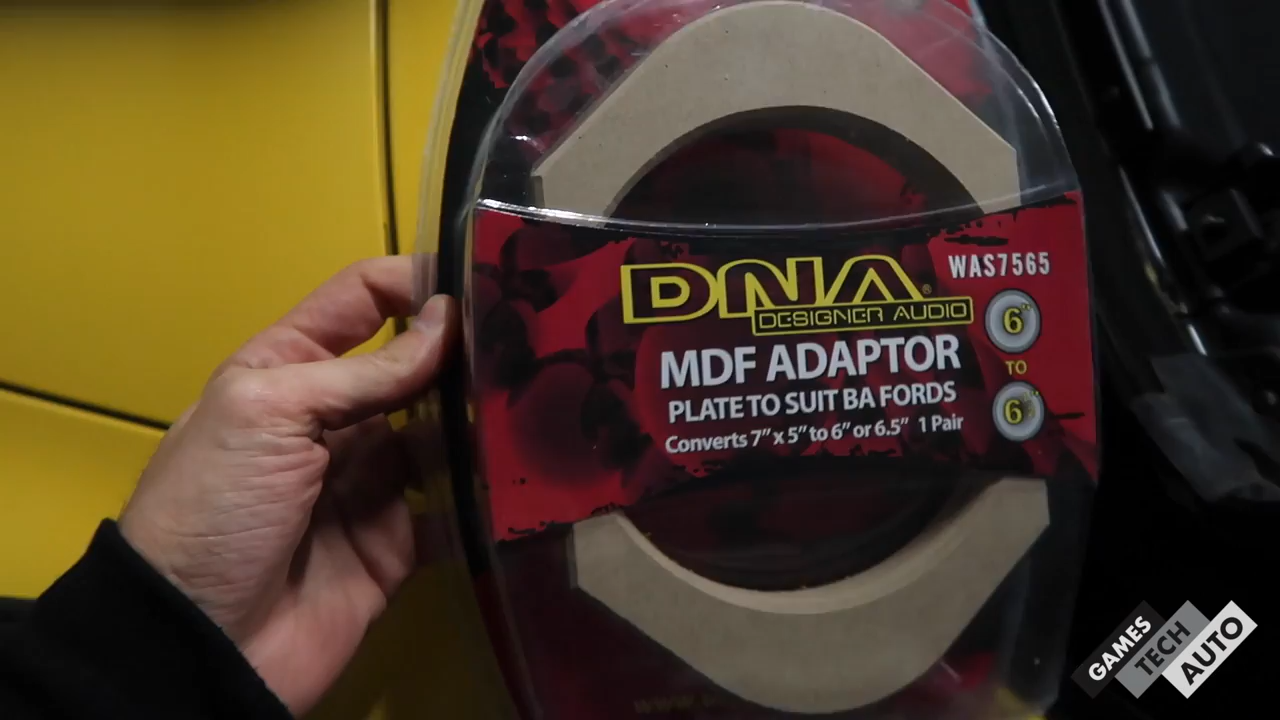 WAS7565
DNA®
DESIGNER AUDIO
6"
TO
6
MDF ADAPTOR
PLATE TO SUIT BA FORDS
Converts 7" x 5" to 6" or 6.5" 1 Pair
GAMES
TECH
AUTO